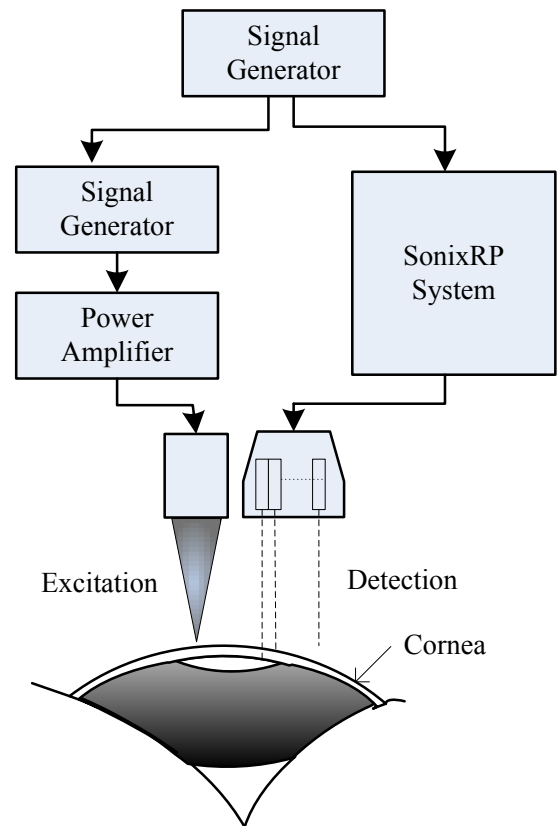 Signal
Generator
Signal
Generator
SonixRP
System
Power
Amplifier
Excitation
Detection
Cornea